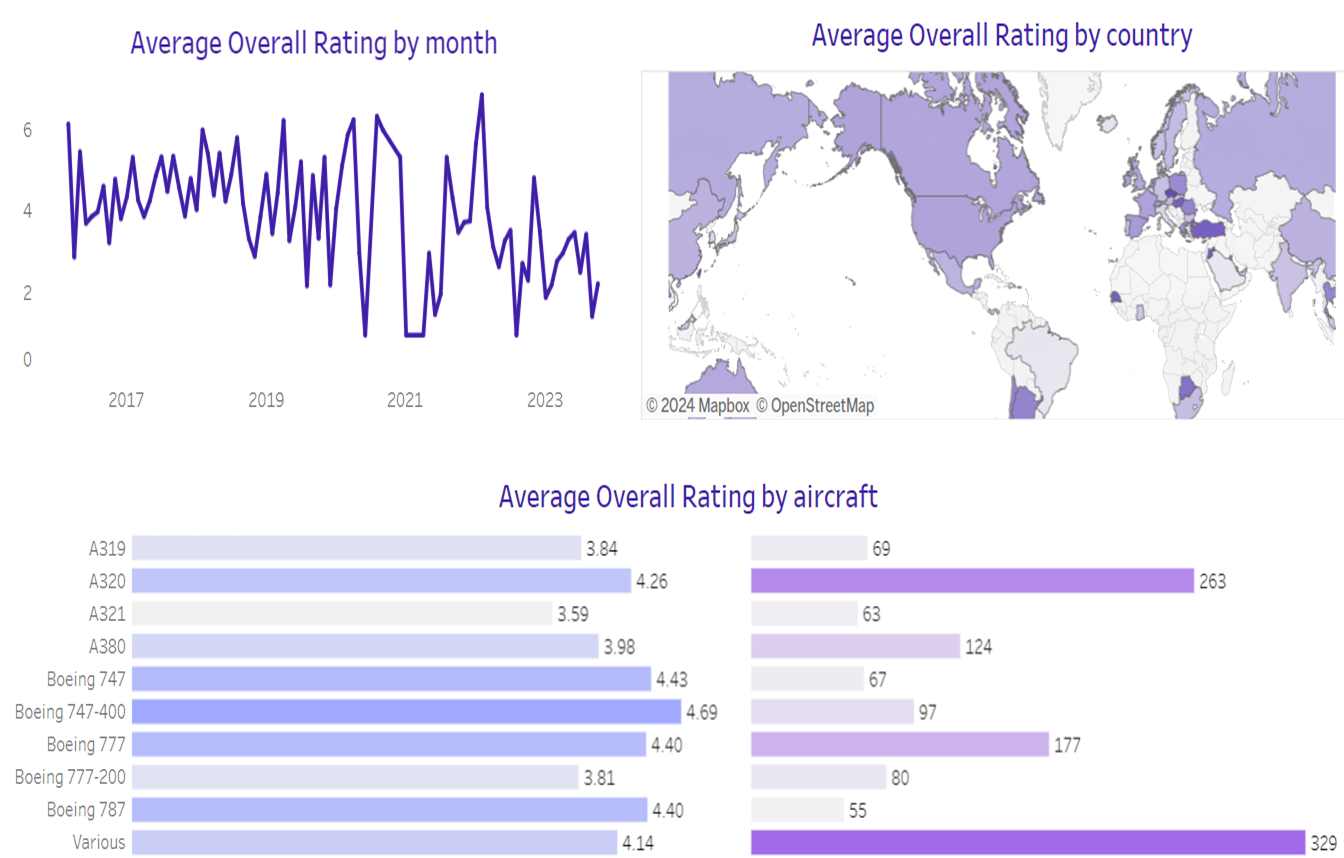 Average Overall Rating by month
6
4
2
0
2017 2019 2021 2023
Average Overall Rating by country
© 2024 Mapbox © OpenStreetMap
Average Overall Rating by aircraft
A319 3.84 69
A320 4.26 263
A321 3.59 63
A380 3.98 124
Boeing 747 4.43 67
Boeing 747-400 4.69 97
Boeing 777 4.40 177
Boeing 777-200 3.81 80
Boeing 787 4.40 55
Various 4.14 329